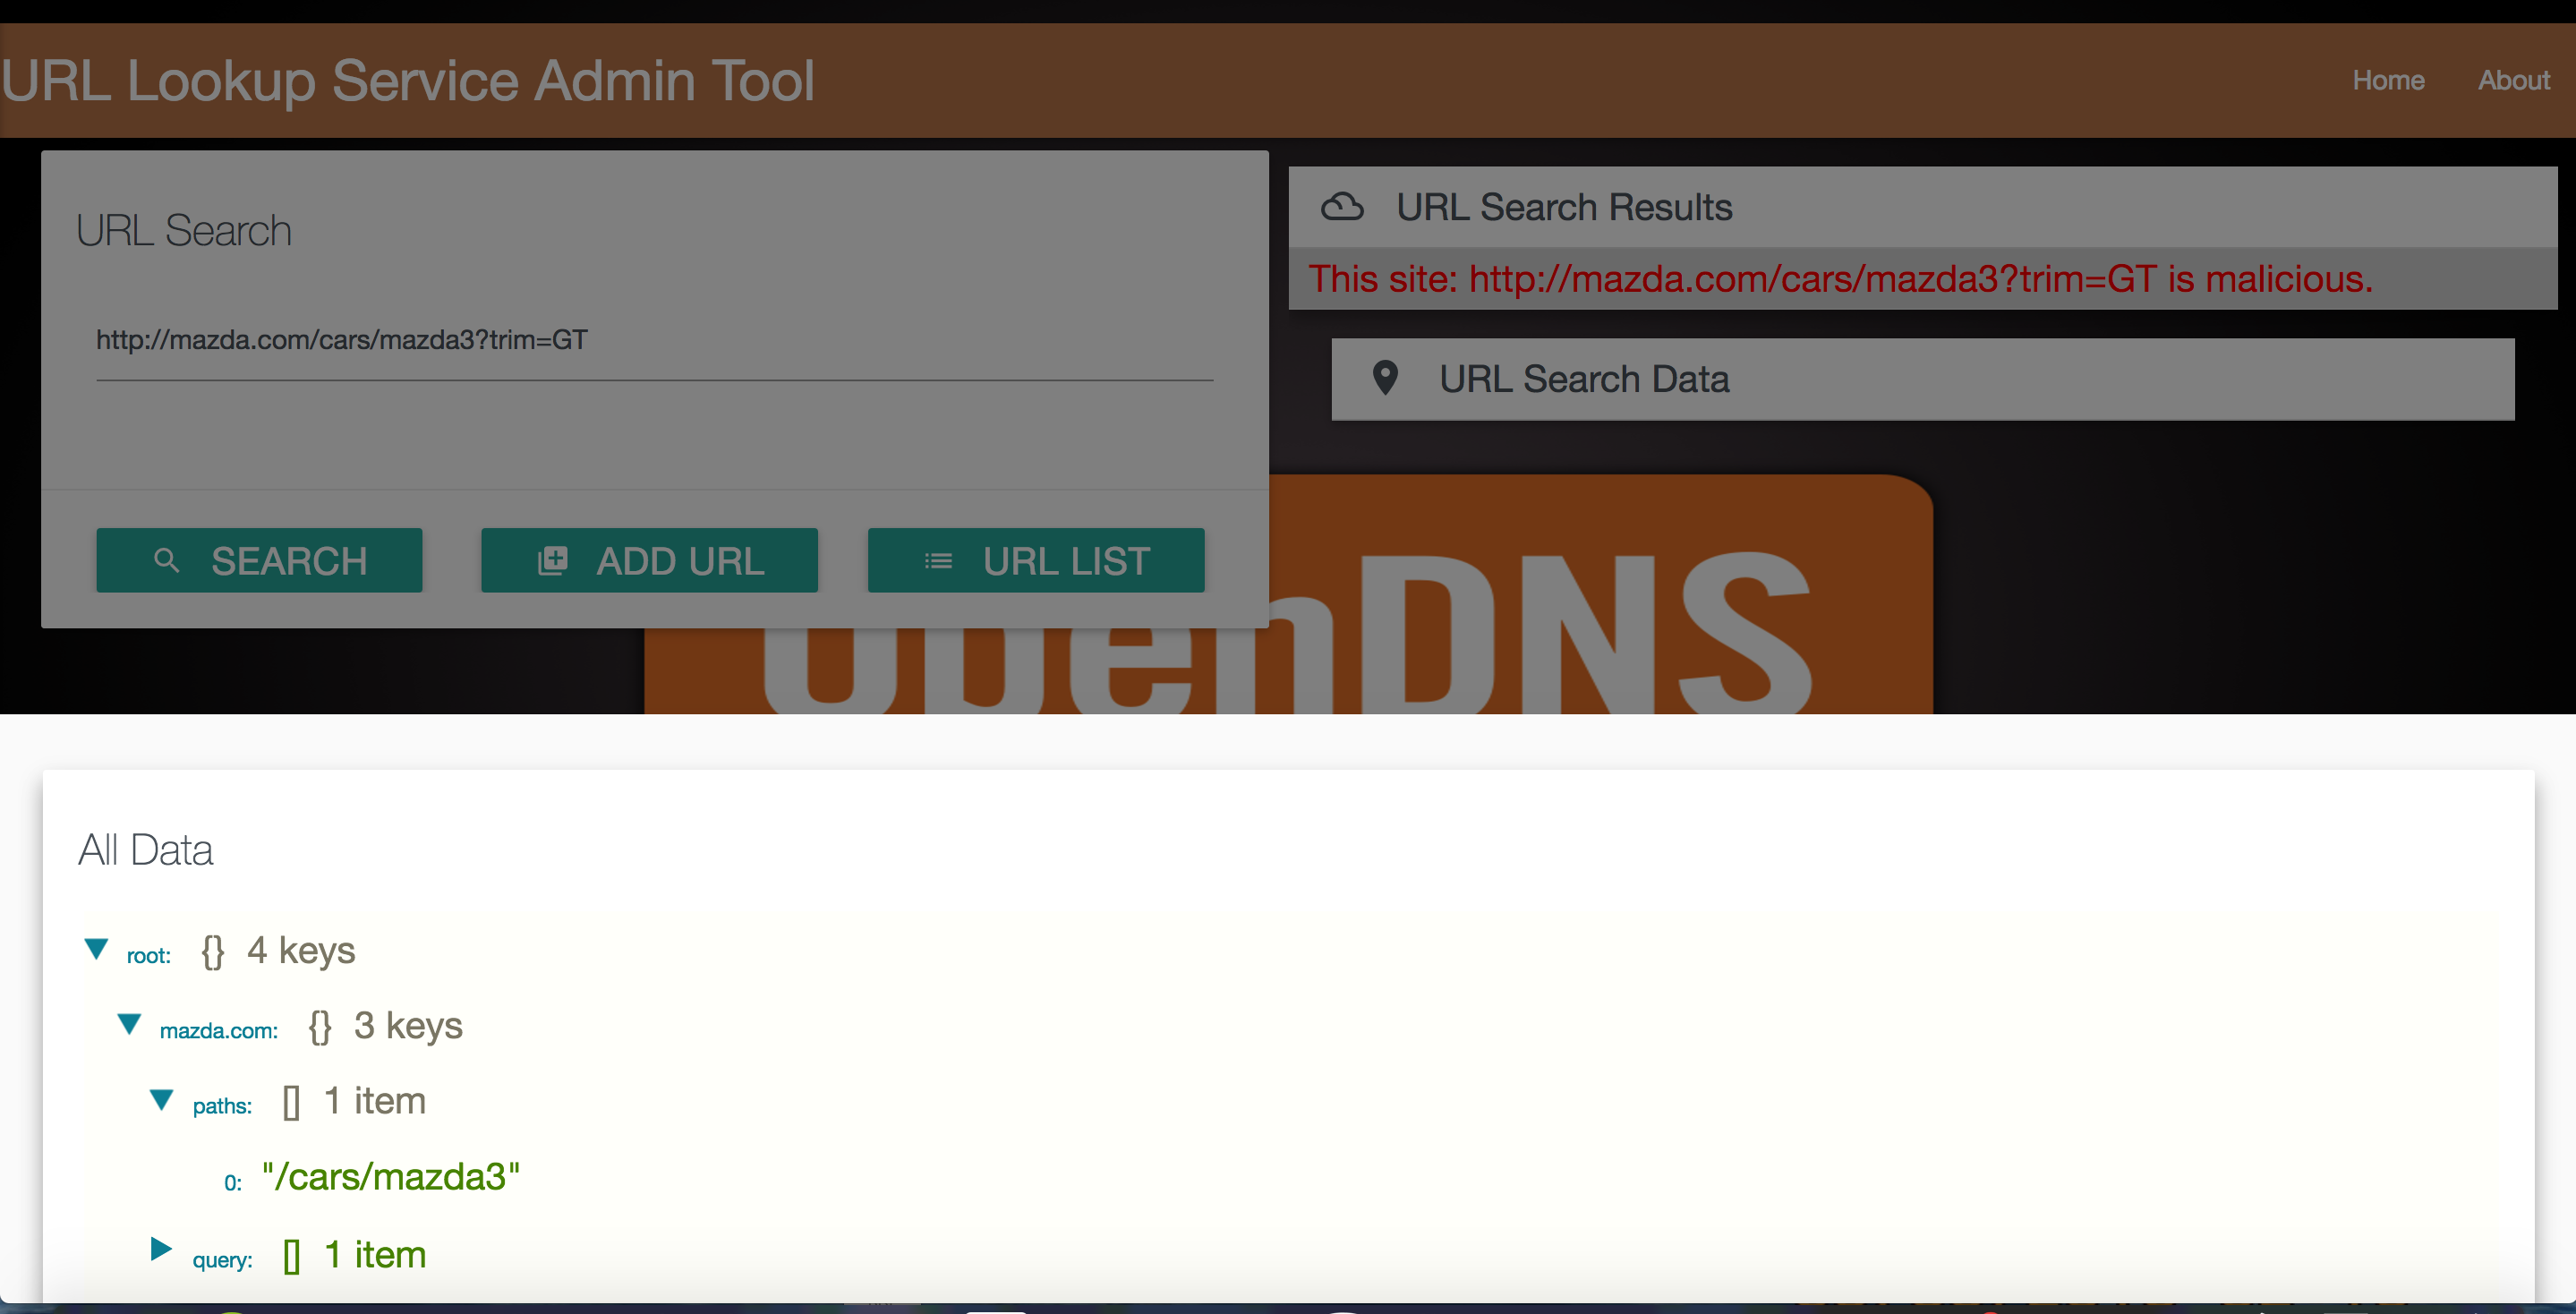 URL Lookup Service Admin Tool
Home
About
URL Search
http://mazda.com/cars/mazda3?trim=GT
SEARCH
ADD URL
URL LIST
URL Search Results
This site: http://mazda.com/cars/mazda3?trim=GT is malicious.
URL Search Data
OpenDNS
All Data
root: {} 4 keys
mazda.com: {} 3 keys
paths: [] 1 item
0: "/cars/mazda3"
query: [] 1 item